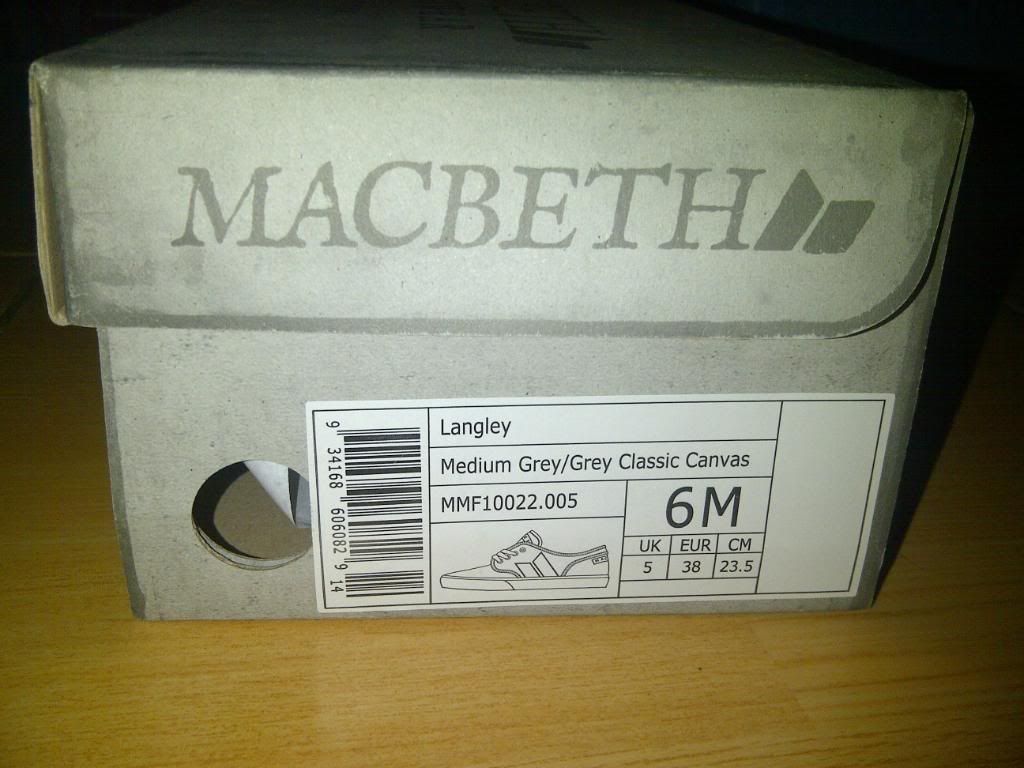 MACBETH
Langley
Medium Grey/Grey Classic Canvas
MMF10022.005
6M
UK EUR CM
5 38 23.5
9 34168 606082 9 14